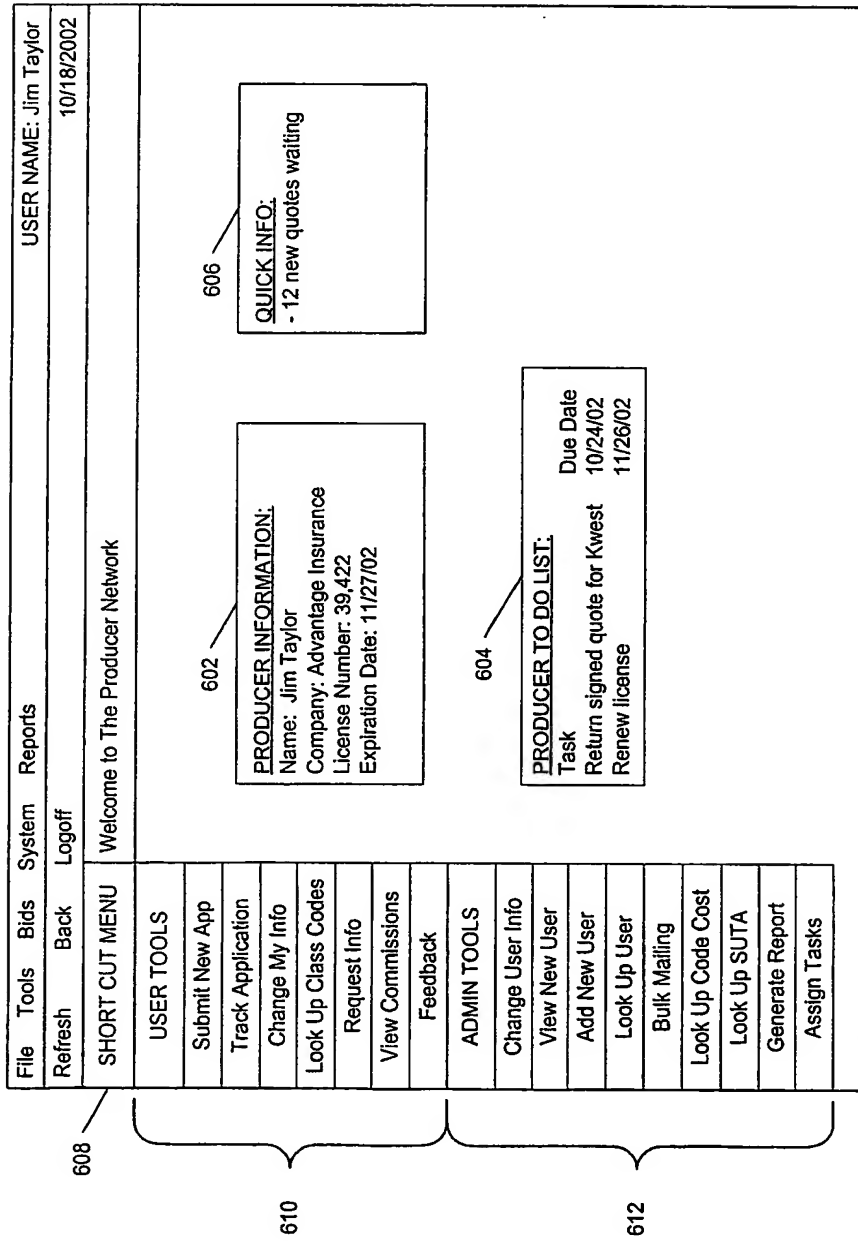 File Tools Bids System Reports USER NAME: Jim Taylor
Refresh Back Logoff 10/18/2002
SHORT CUT MENU Welcome to The Producer Network
608
USER TOOLS
Submit New App
Track Application
Change My Info
Look Up Class Codes
Request Info
View Commissions
Feedback
610
ADMIN TOOLS
Change User Info
View New User
Add New User
Look Up User
Bulk Mailing
Look Up Code Cost
Look Up SUTA
Generate Report
Assign Tasks
612
602
PRODUCER INFORMATION:
Name: Jim Taylor
Company: Advantage Insurance
License Number: 39,422
Expiration Date: 11/27/02
606
QUICK INFO:
- 12 new quotes waiting
604
PRODUCER TO DO LIST:
Task Due Date
Return signed quote for Kwest 10/24/02
Renew license 11/26/02